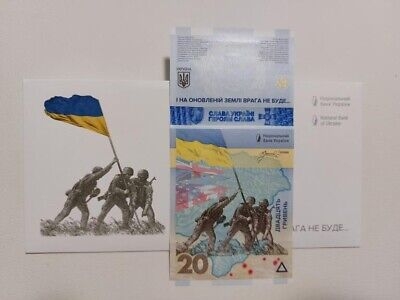 УКРАЇНА
І НА ОНОВЛЕНІЙ ЗЕМЛІ ВРАГА НЕ БУДЕ...
СЛАВА УКРАЇНІ
ГЕРОЯМ СЛАВА
Національний
банк України
Національний
банк України
National Bank
of Ukraine
ДВАДЦЯТЬ
ГРИВЕНЬ
20
ВРАГА НЕ БУДЕ...